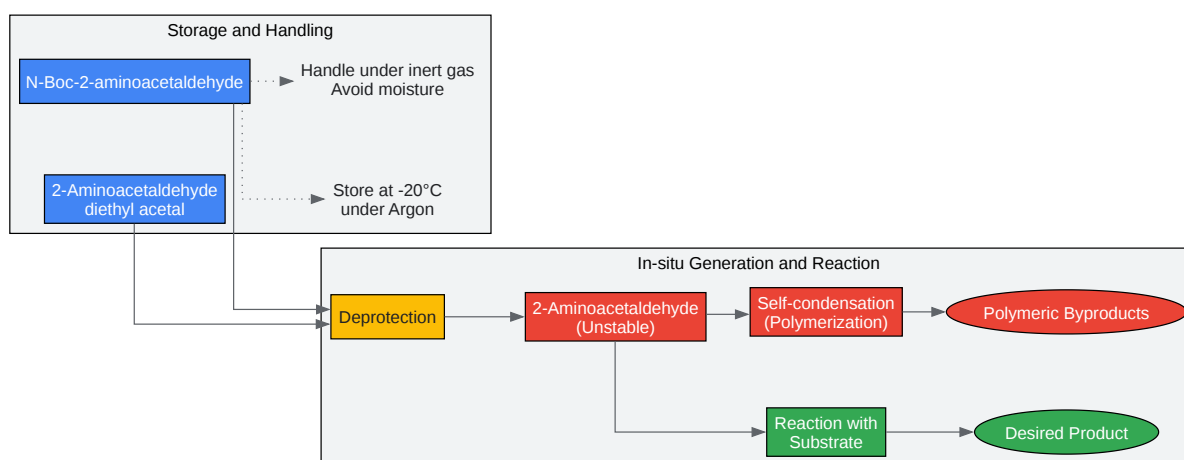 Storage and Handling
N-Boc-2-aminoacetaldehyde
Handle under inert gas
Avoid moisture
2-Aminoacetaldehyde
diethyl acetal
Store at -20°C
under Argon
In-situ Generation and Reaction
Deprotection
2-Aminoacetaldehyde
(Unstable)
Self-condensation
(Polymerization)
Polymeric Byproducts
Reaction with
Substrate
Desired Product